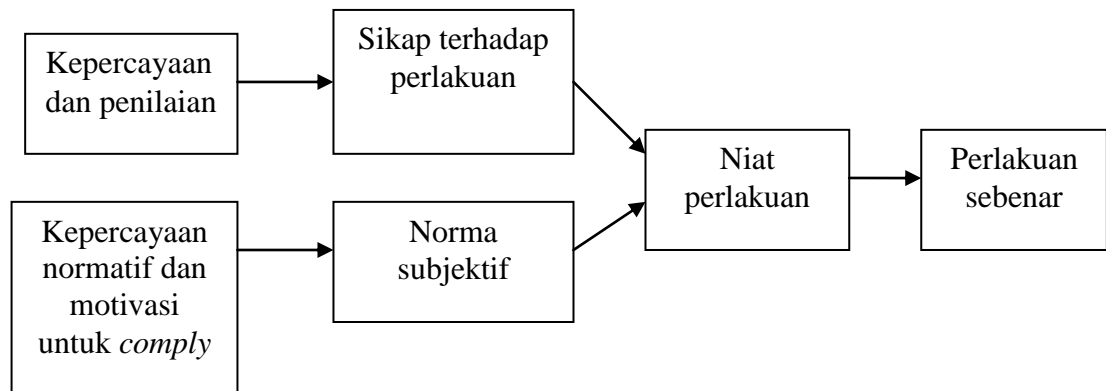 Kepercayaan
dan penilaian
Sikap terhadap
perlakuan
Kepercayaan
normatif dan
motivasi
untuk comply
Norma
subjektif
Niat
perlakuan
Perlakuan
sebenar